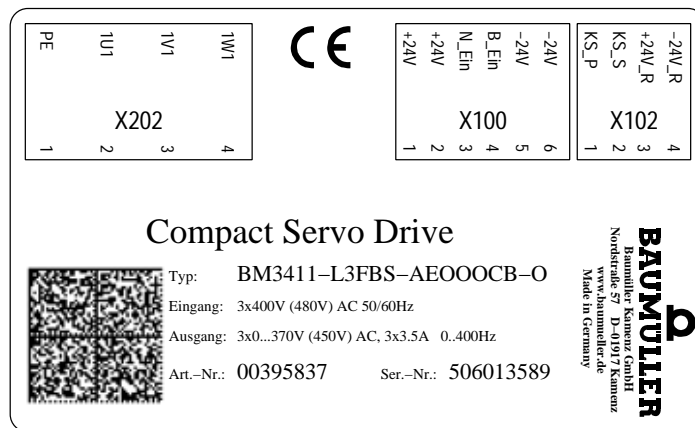 PE 1U1 1V1 1W1
X202
1 2 3 4
CE
+24V +24V N_Ein B_Ein −24V −24V
X100
1 2 3 4 5 6
KS_P KS_S +24V_R −24V_R
X102
1 2 3 4
Compact Servo Drive
Typ: BM3411−L3FBS−AEOOOCB−O
Eingang: 3x400V (480V) AC 50/60Hz
Ausgang: 3x0...370V (450V) AC, 3x3.5A 0..400Hz
Art.−Nr.: 00395837 Ser.−Nr.: 506013589
b
BAUMÜLLER
Baumüller Kamenz GmbH
Nordstraße 57 D−01917 Kamenz
www.baumueller.de
Made in Germany